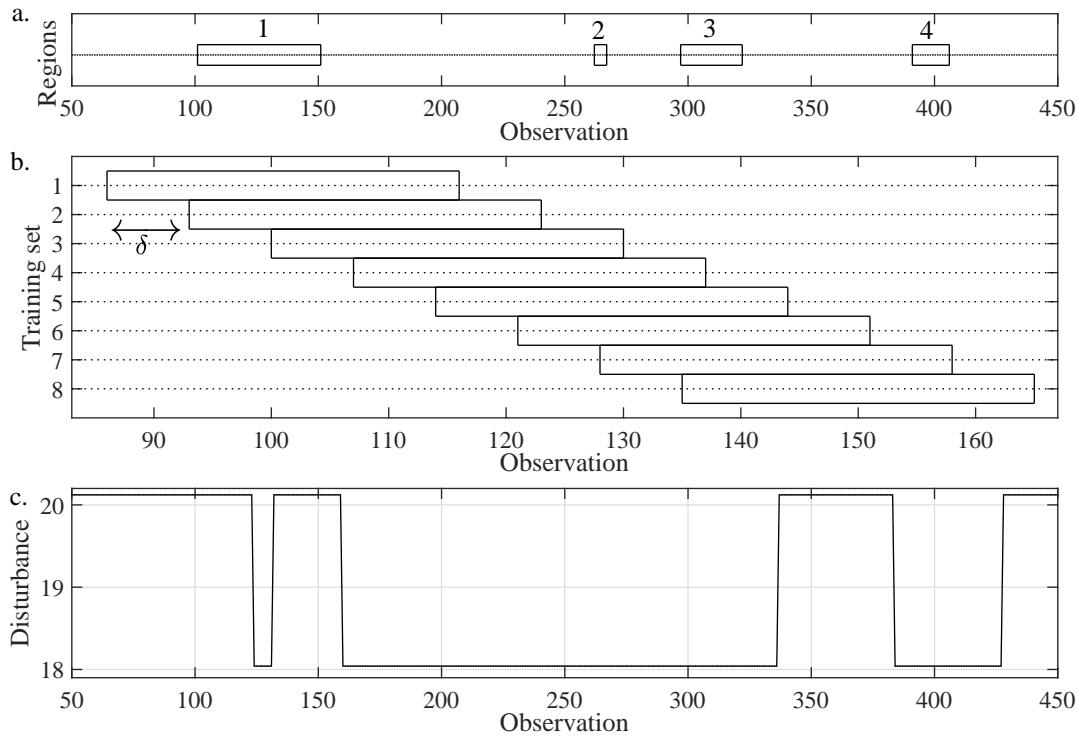 a.
Regions
1
2
3
4
50 100 150 200 250 300 350 400 450
Observation
b.
Training set
1
2
3
4
5
6
7
8
δ
90 100 110 120 130 140 150 160
Observation
c.
Disturbance
20
19
18
50 100 150 200 250 300 350 400 450
Observation